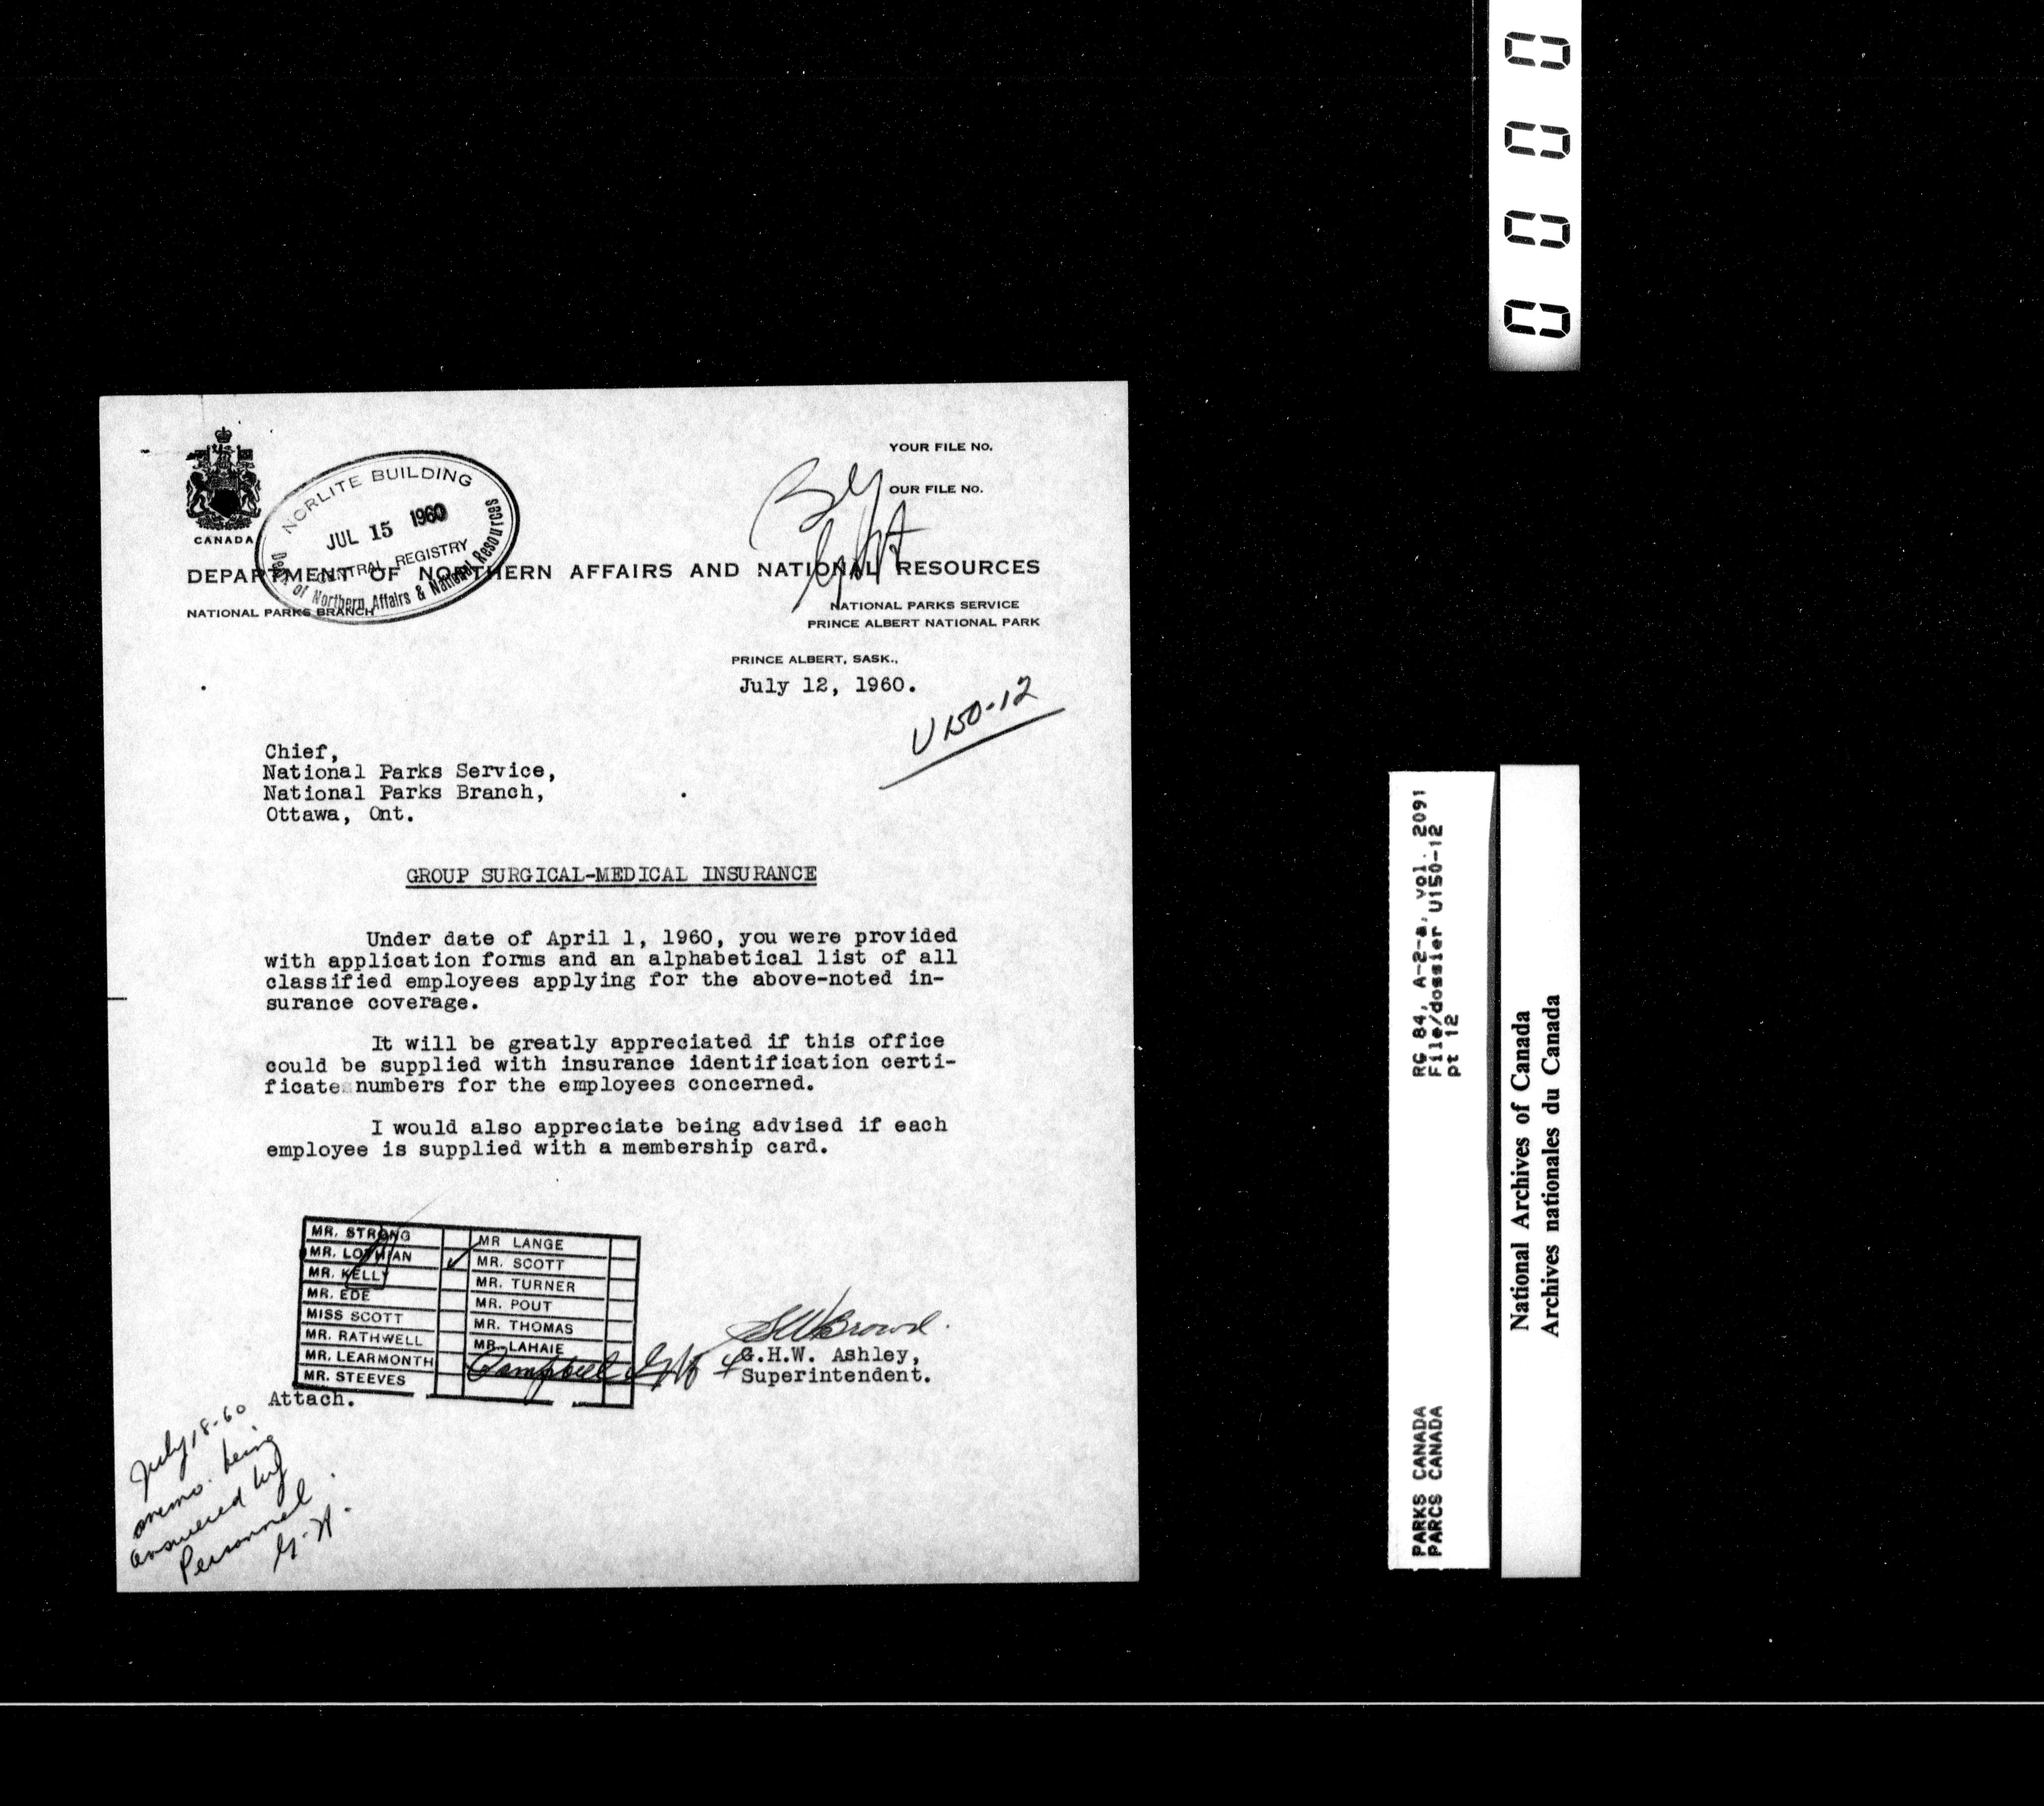 0 0 0 0
YOUR FILE NO.
OUR FILE NO.
CANADA
NORLITE BUILDING
JUL 15 1960
CENTRAL REGISTRY
Dept. of Northern Affairs & National Resources
DEPARTMENT OF NORTHERN AFFAIRS AND NATIONAL RESOURCES
NATIONAL PARKS BRANCH
NATIONAL PARKS SERVICE
PRINCE ALBERT NATIONAL PARK
PRINCE ALBERT, SASK.,
July 12, 1960.
U150-12
Chief,
National Parks Service,
National Parks Branch,
Ottawa, Ont.
GROUP SURGICAL-MEDICAL INSURANCE
Under date of April 1, 1960, you were provided
with application forms and an alphabetical list of all
classified employees applying for the above-noted in-
surance coverage.
It will be greatly appreciated if this office
could be supplied with insurance identification certi-
ficate numbers for the employees concerned.
I would also appreciate being advised if each
employee is supplied with a membership card.
MR. STRONG
MR. LOTHIAN
MR. KELLY
MR. EDE
MISS SCOTT
MR. RATHWELL
MR. LEARMONTH
MR. STEEVES
MR LANGE
MR. SCOTT
MR. TURNER
MR. POUT
MR. THOMAS
MR. LAHAIE
Campbell
G.H.W. Ashley,
Superintendent.
Attach.
July 18-60
memo. being
answered by
Personnel
G.H.
RG 84, A-2-a, vol. 2091
File/dossier U150-12
pt 12
PARKS CANADA
PARCS CANADA
National Archives of Canada
Archives nationales du Canada